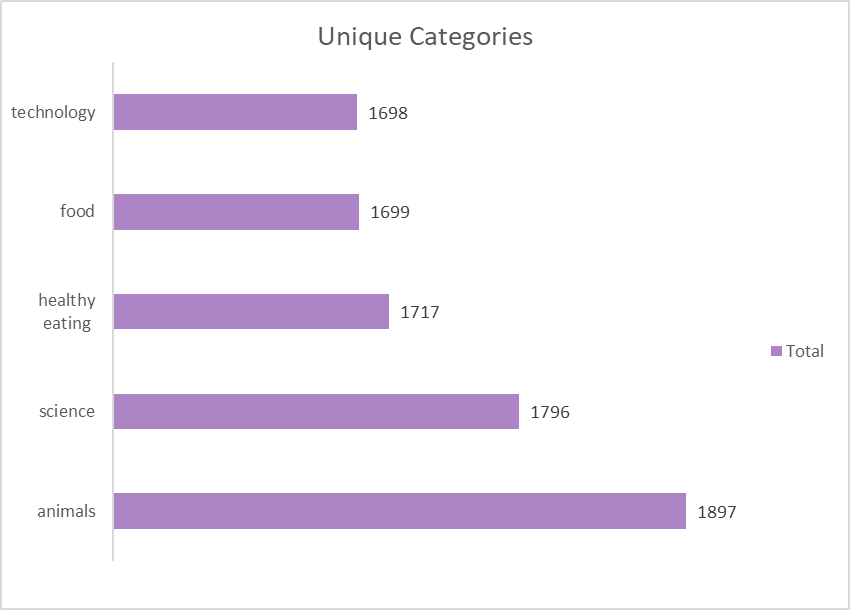 Unique Categories
technology
1698
food
1699
healthy
eating
1717
Total
science
1796
animals
1897